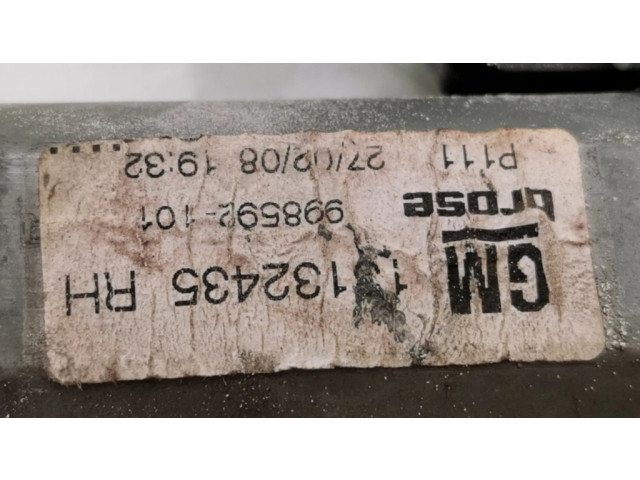 GM 13132435 RH
brose 998592-101
P111 27/02/08 19:32